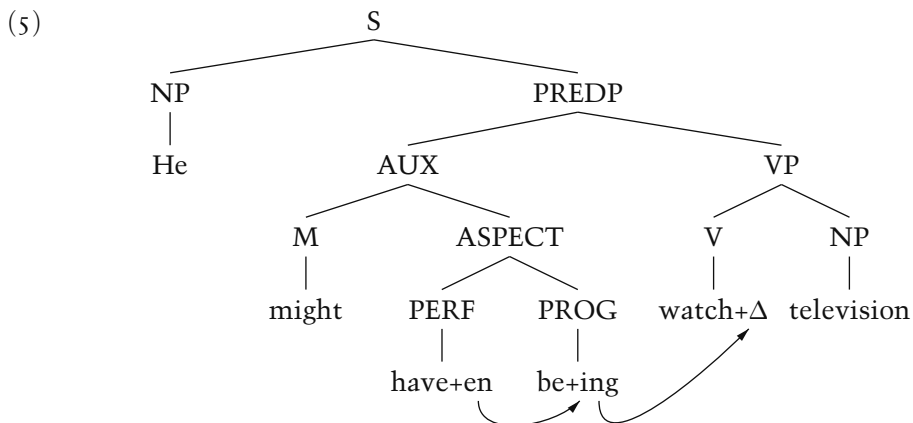 (5) S
NP PREDP
He AUX VP
M ASPECT V NP
might PERF PROG watch+Δ television
have+en be+ing